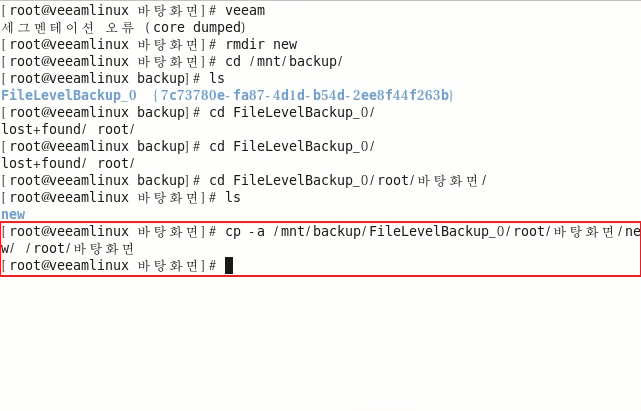 [root@veeamlinux 바탕화면]# veeam
세그멘테이션 오류 (core dumped)
[root@veeamlinux 바탕화면]# rmdir new
[root@veeamlinux 바탕화면]# cd /mnt/backup/
[root@veeamlinux backup]# ls
FileLevelBackup_0  {7c73780e-fa87-4d1d-b54d-2ee8f44f263b}
[root@veeamlinux backup]# cd FileLevelBackup_0/
lost+found/ root/
[root@veeamlinux backup]# cd FileLevelBackup_0/
lost+found/ root/
[root@veeamlinux backup]# cd FileLevelBackup_0/root/바탕화면/
[root@veeamlinux 바탕화면]# ls
new
[root@veeamlinux 바탕화면]# cp -a /mnt/backup/FileLevelBackup_0/root/바탕화면/ne
w/ /root/바탕화면
[root@veeamlinux 바탕화면]#